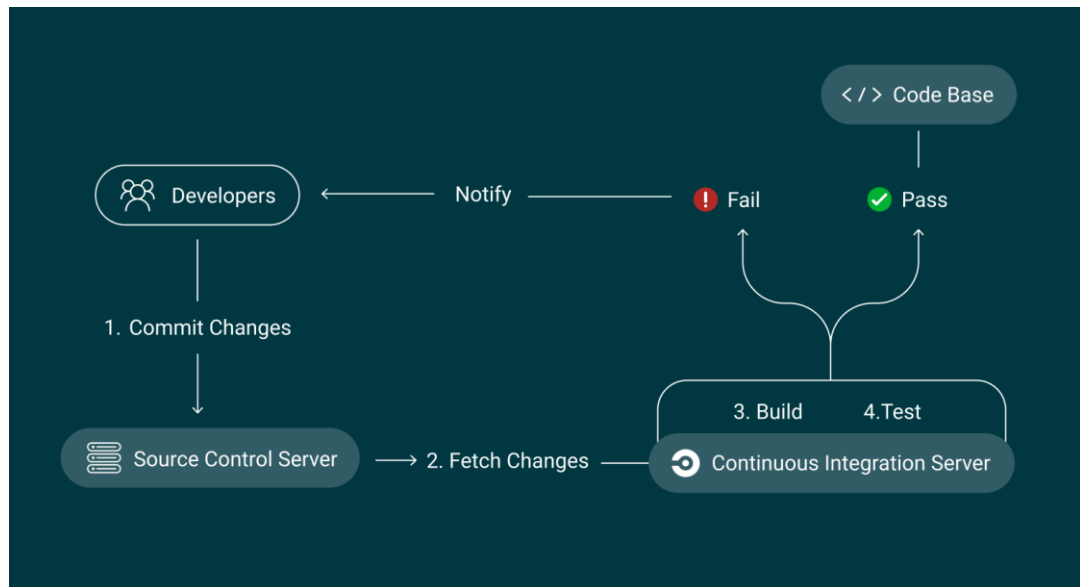 </> Code Base
Developers
Notify
Fail
Pass
1. Commit Changes
3. Build
4.Test
Source Control Server
2. Fetch Changes
Continuous Integration Server